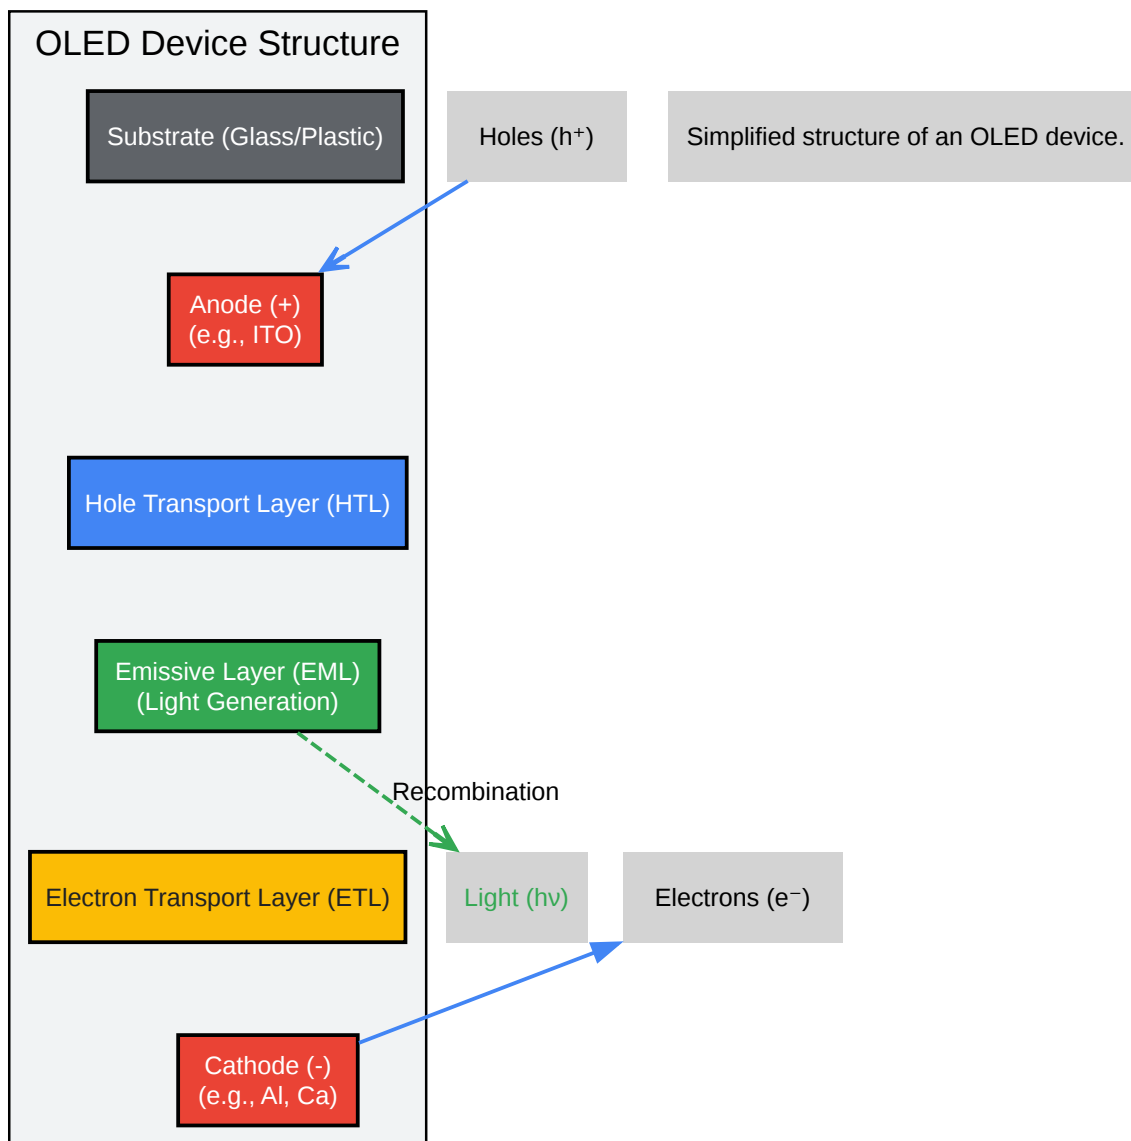 OLED Device Structure
Substrate (Glass/Plastic)
Holes (h⁺)
Simplified structure of an OLED device.
Anode (+)
(e.g., ITO)
Hole Transport Layer (HTL)
Emissive Layer (EML)
(Light Generation)
Recombination
Electron Transport Layer (ETL)
Light (hν)
Electrons (e⁻)
Cathode (-)
(e.g., Al, Ca)